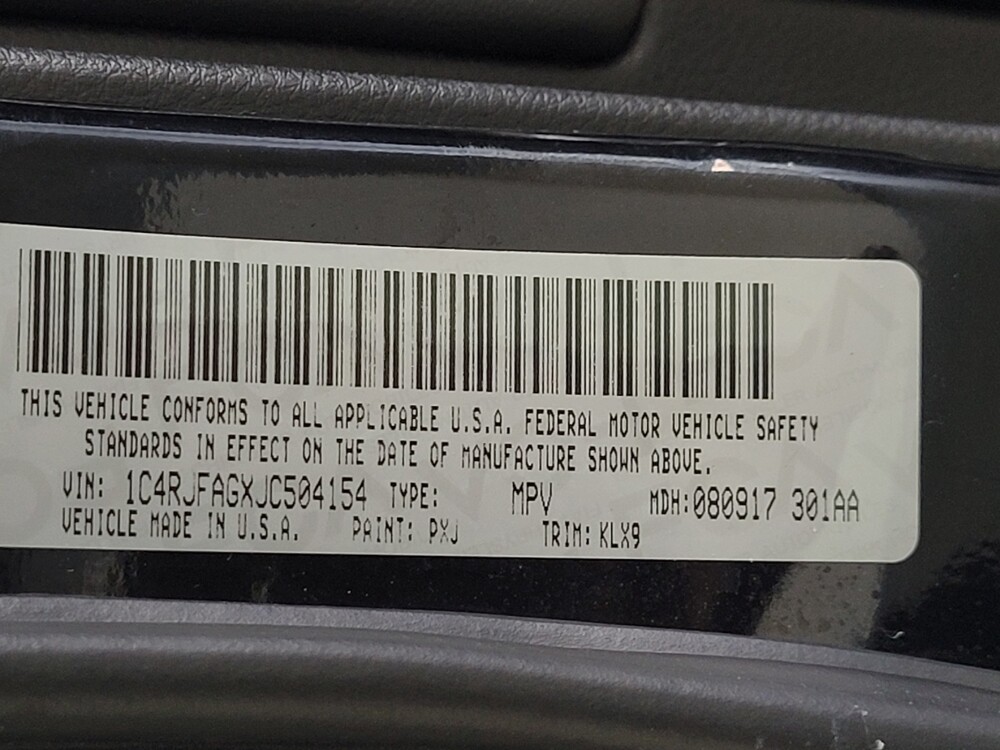 THIS VEHICLE CONFORMS TO ALL APPLICABLE U.S.A. FEDERAL MOTOR VEHICLE SAFETY
STANDARDS IN EFFECT ON THE DATE OF MANUFACTURE SHOWN ABOVE.
VIN: 1C4RJFAGXJC504154 TYPE: MPV MDH:080917 301AA
VEHICLE MADE IN U.S.A. PAINT: PXJ TRIM: KLX9